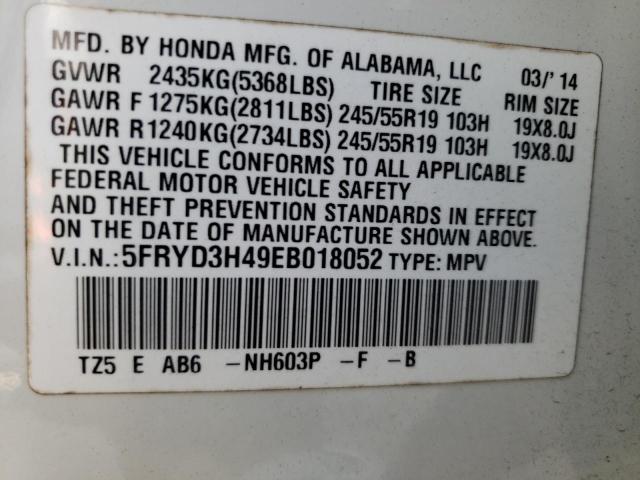 MFD. BY HONDA MFG. OF ALABAMA, LLC 03/'14
GVWR 2435KG(5368LBS) TIRE SIZE RIM SIZE
GAWR F 1275KG(2811LBS) 245/55R19 103H 19X8.0J
GAWR R1240KG(2734LBS) 245/55R19 103H 19X8.0J
THIS VEHICLE CONFORMS TO ALL APPLICABLE
FEDERAL MOTOR VEHICLE SAFETY
AND THEFT PREVENTION STANDARDS IN EFFECT
ON THE DATE OF MANUFACTURE SHOWN ABOVE.
V.I.N.:5FRYD3H49EB018052 TYPE: MPV
TZ5 E AB6 -NH603P -F -B